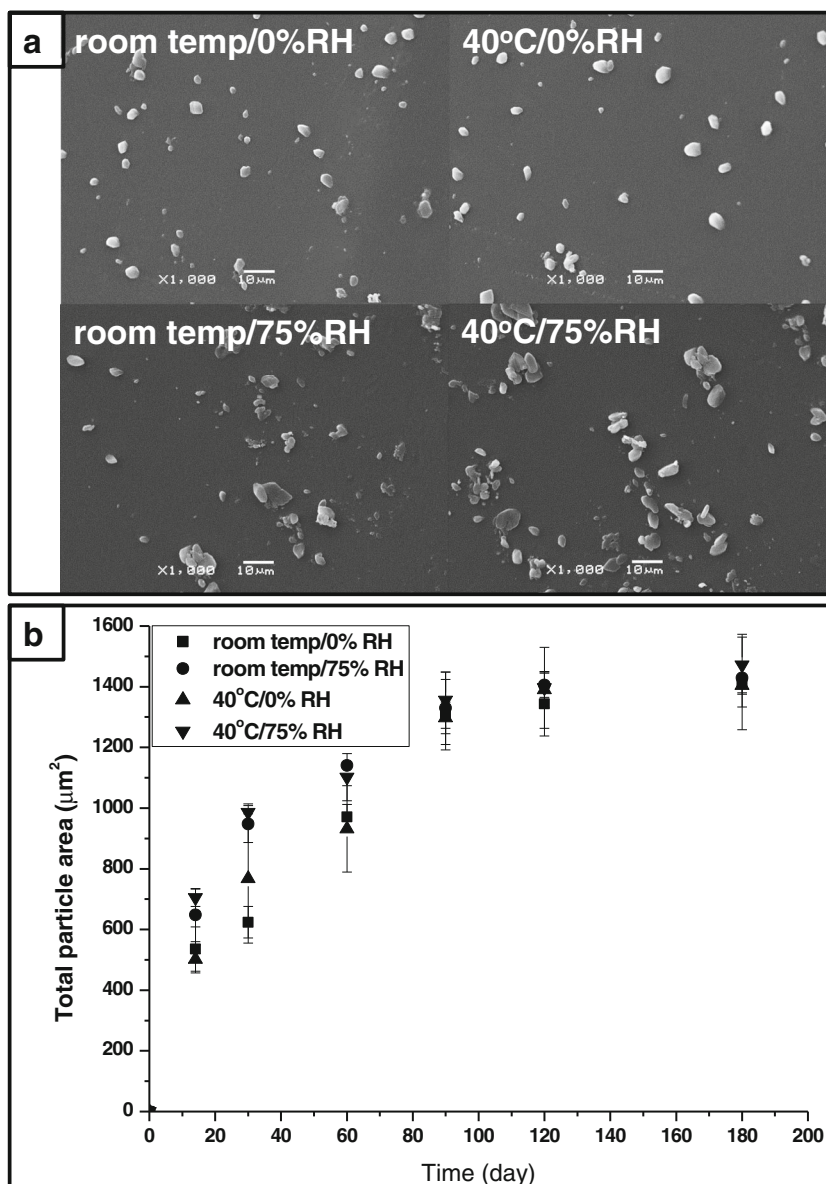 a
room temp/0%RH
40ºC/0%RH
×1,000 10μm
×1,000 10μm
room temp/75%RH
40ºC/75%RH
×1,000 10μm
×1,000 10μm
b
1600
1400
1200
1000
800
600
400
200
0
Total particle area (μm²)
room temp/0% RH
room temp/75% RH
40°C/0% RH
40°C/75% RH
0 20 40 60 80 100 120 140 160 180 200
Time (day)